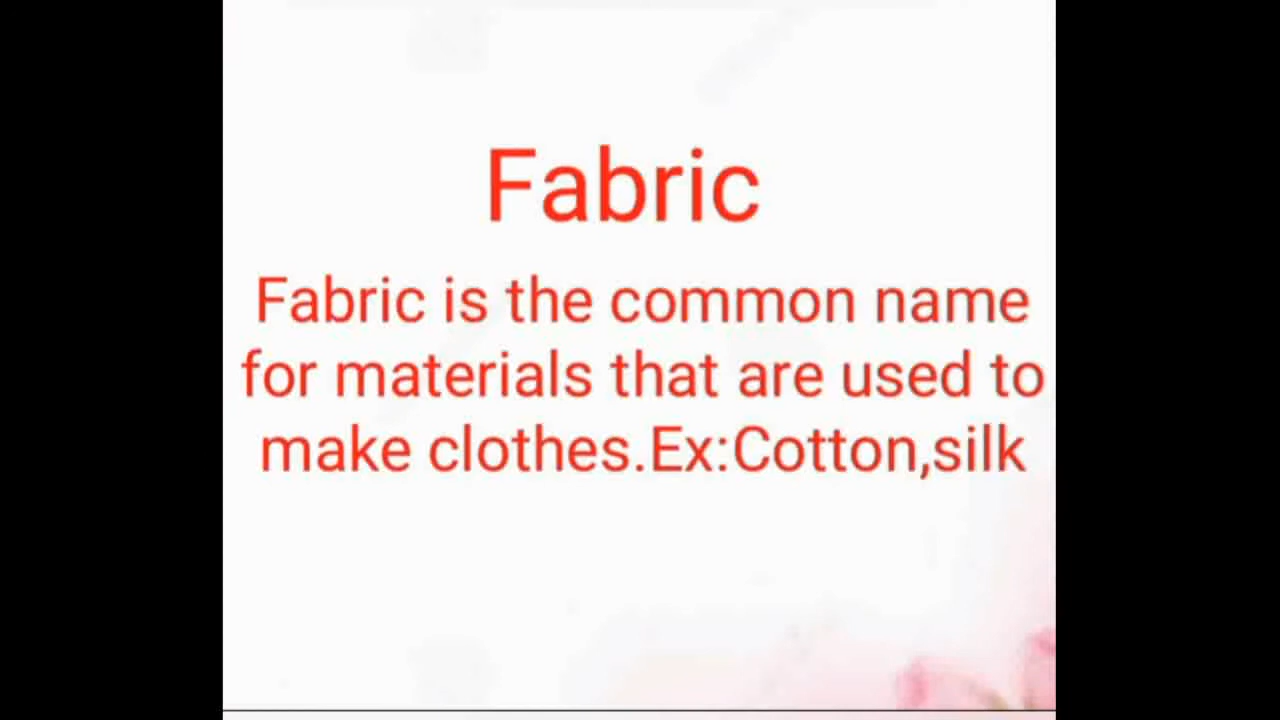 Fabric
Fabric is the common name
for materials that are used to
make clothes.Ex:Cotton,silk